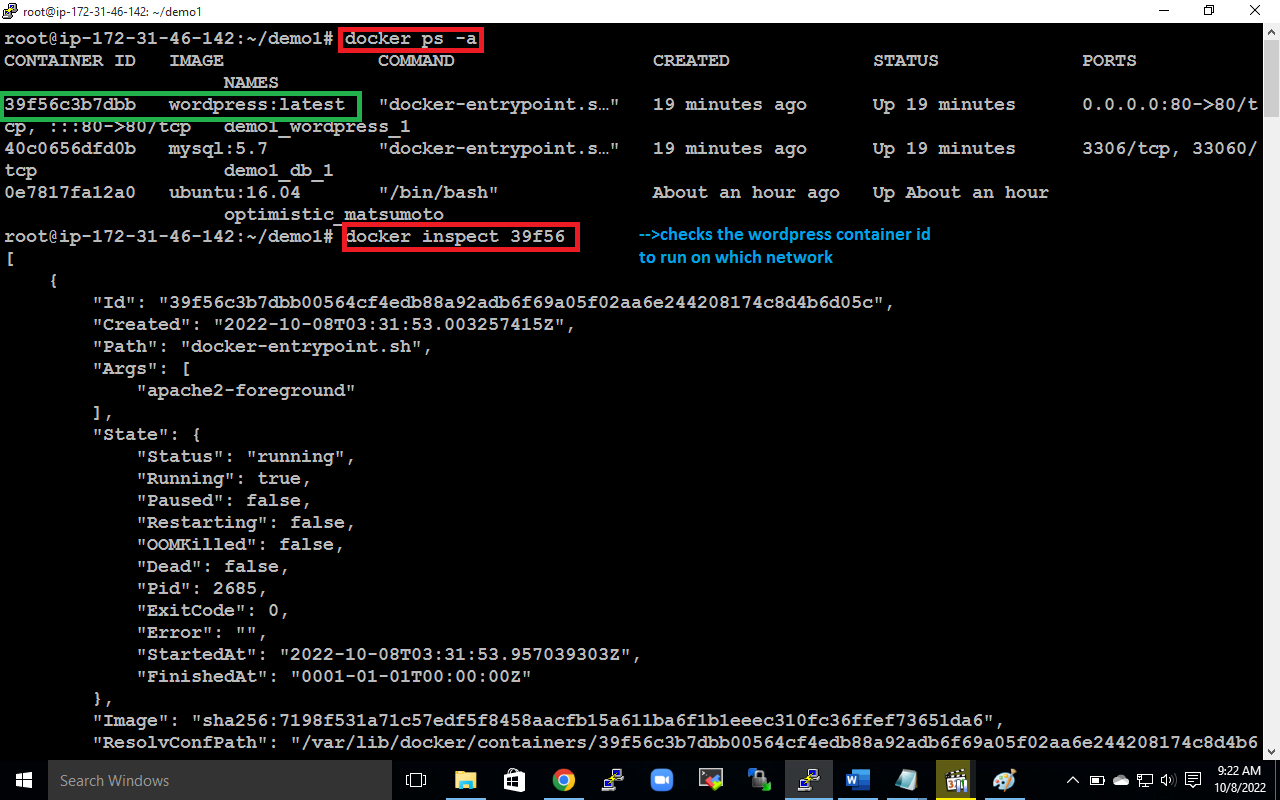 root@ip-172-31-46-142: ~/demo1
root@ip-172-31-46-142:~/demo1# docker ps -a
CONTAINER ID   IMAGE              COMMAND                  CREATED             STATUS             PORTS
                    NAMES
39f56c3b7dbb   wordpress:latest   "docker-entrypoint.s…"   19 minutes ago      Up 19 minutes      0.0.0.0:80->80/t
cp, :::80->80/tcp   demo1_wordpress_1
40c0656dfd0b   mysql:5.7          "docker-entrypoint.s…"   19 minutes ago      Up 19 minutes      3306/tcp, 33060/
tcp                 demo1_db_1
0e7817fa12a0   ubuntu:16.04       "/bin/bash"              About an hour ago   Up About an hour
                    optimistic_matsumoto
root@ip-172-31-46-142:~/demo1# docker inspect 39f56
-->checks the wordpress container id
to run on which network
[
    {
        "Id": "39f56c3b7dbb00564cf4edb88a92adb6f69a05f02aa6e244208174c8d4b6d05c",
        "Created": "2022-10-08T03:31:53.003257415Z",
        "Path": "docker-entrypoint.sh",
        "Args": [
            "apache2-foreground"
        ],
        "State": {
            "Status": "running",
            "Running": true,
            "Paused": false,
            "Restarting": false,
            "OOMKilled": false,
            "Dead": false,
            "Pid": 2685,
            "ExitCode": 0,
            "Error": "",
            "StartedAt": "2022-10-08T03:31:53.957039303Z",
            "FinishedAt": "0001-01-01T00:00:00Z"
        },
        "Image": "sha256:7198f531a71c57edf5f8458aacfb15a611ba6f1b1eeec310fc36ffef73651da6",
        "ResolvConfPath": "/var/lib/docker/containers/39f56c3b7dbb00564cf4edb88a92adb6f69a05f02aa6e244208174c8d4b6
Search Windows
9:22 AM
10/8/2022